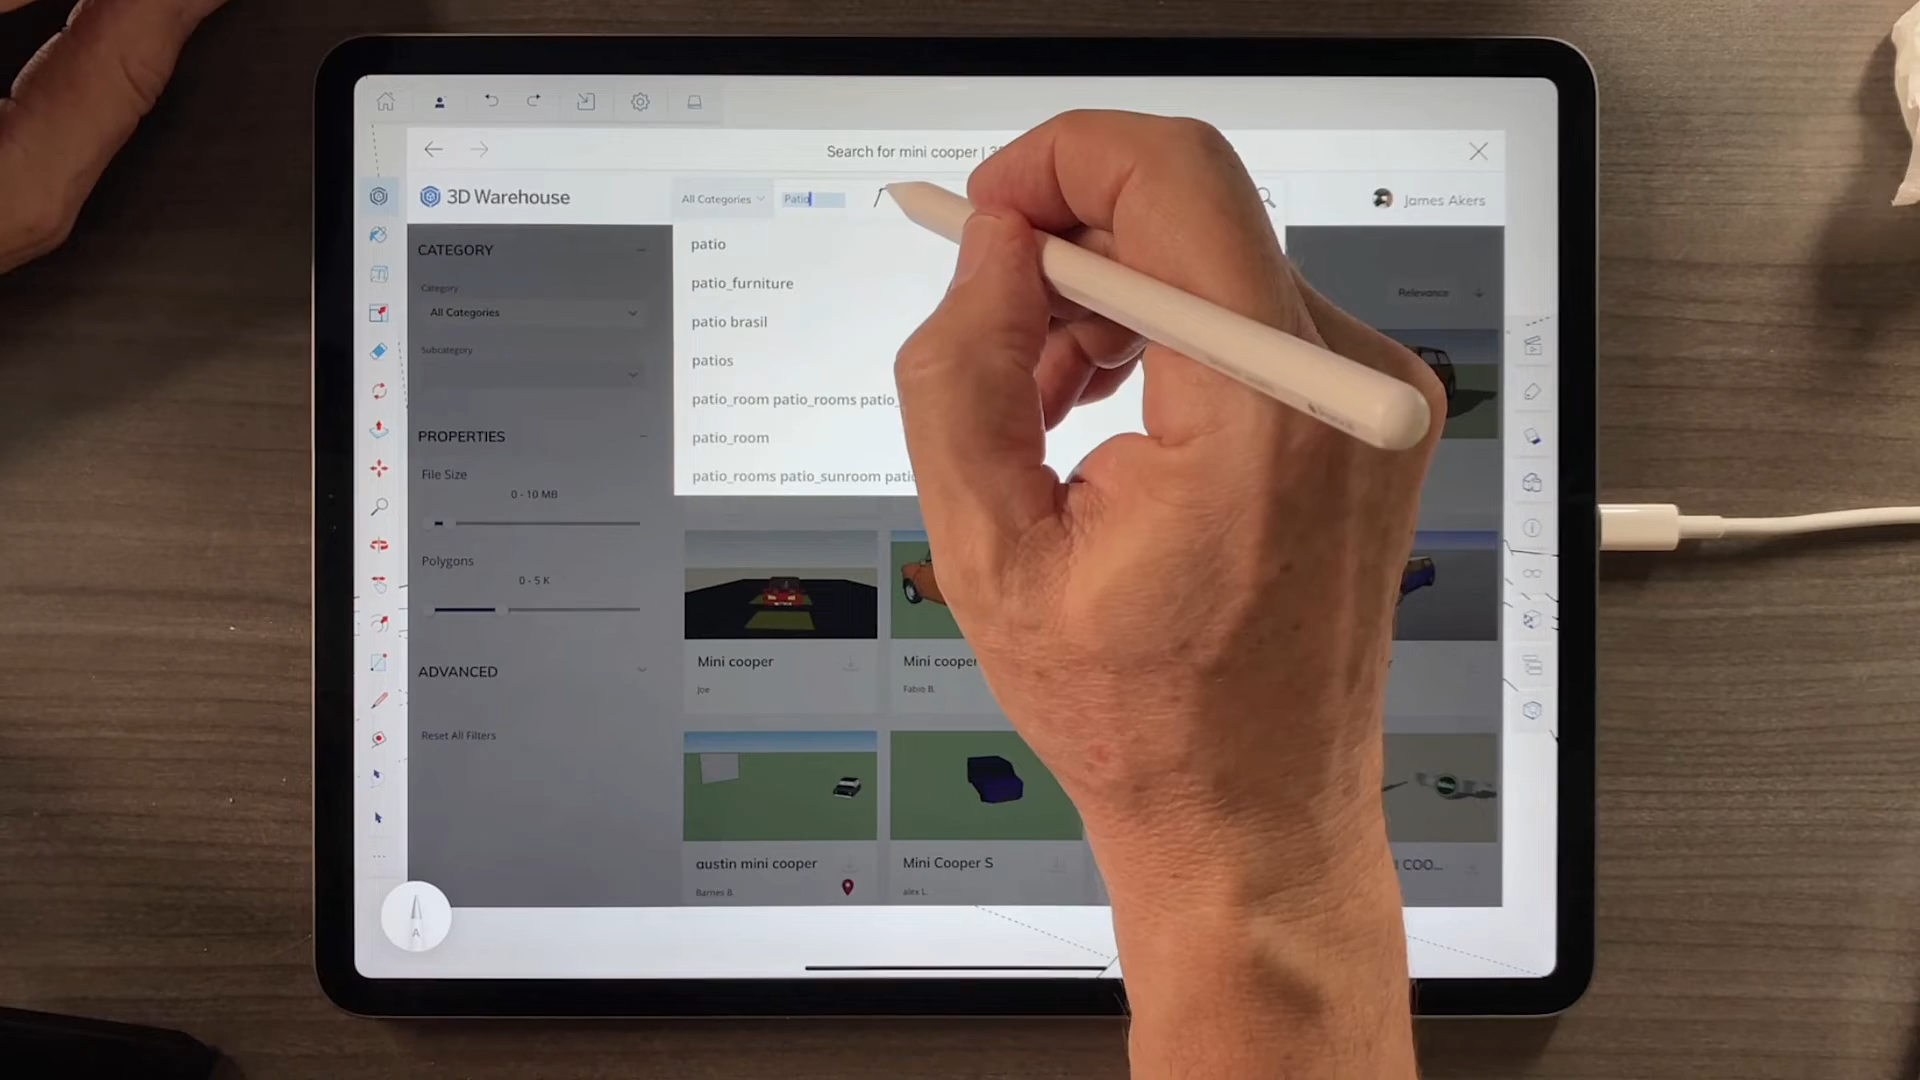 Search for mini cooper |
3D Warehouse
All Categories
Patio
James Akers
CATEGORY
Category
All Categories
Subcategory
PROPERTIES
File Size
0 - 10 MB
Polygons
0 - 5 K
ADVANCED
Reset All Filters
patio
patio_furniture
patio brasil
patios
patio_room patio_rooms patio_
patio_room
patio_rooms patio_sunroom
Relevance
Mini cooper
Joe
Mini cooper
Fabio B.
austin mini cooper
Barnes B.
Mini Cooper S
alex L.
COO...
A